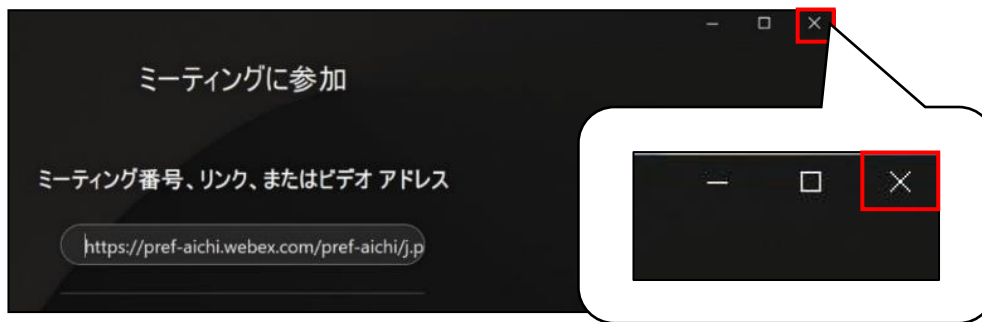 ミーティングに参加
ミーティング番号、リンク、またはビデオ アドレス
https://pref-aichi.webex.com/pref-aichi/j.p